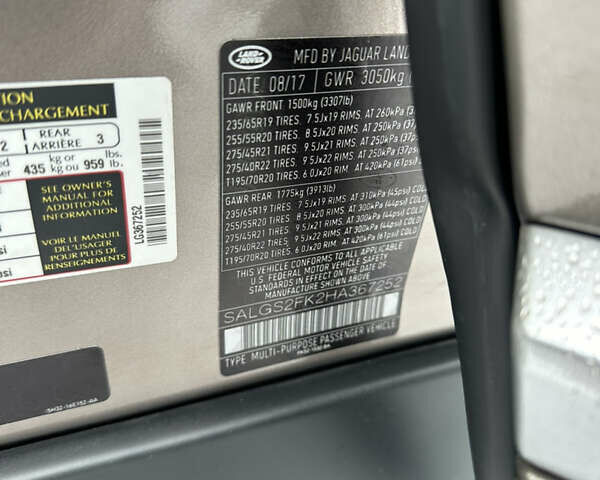 TION
CHARGEMENT
2 REAR 3
ARRIÈRE
435 kg or 959 lbs.
kg ou lb.
SEE OWNER'S
MANUAL FOR
ADDITIONAL
INFORMATION
VOIR LE MANUEL
DE L'USAGER
POUR PLUS DE
RENSEIGNEMENTS
LG367252
LAND
ROVER
MFD BY JAGUAR LAND
DATE 08/17 GWR 3050kg (
GAWR FRONT 1500kg (3307lb)
235/65R19 TIRES. 7.5Jx19 RIMS. AT 260kPa (3
255/55R20 TIRES. 8.5Jx20 RIMS. AT 250kPa (37
275/45R21 TIRES. 9.5Jx21 RIMS. AT 250kPa (37ps
275/40R22 TIRES. 9.5Jx22 RIMS. AT 250kPa (37psi
T195/70R20 TIRES. 6.0Jx20 RIM. AT 420kPa (61psi)
GAWR REAR 1775kg (3913lb)
235/65R19 TIRES. 7.5Jx19 RIMS. AT 310kPa (45psi) COLD
255/55R20 TIRES. 8.5Jx20 RIMS. AT 300kPa (44psi) COLD
275/45R21 TIRES. 9.5Jx21 RIMS. AT 300kPa (44psi) COLD
275/40R22 TIRES. 9.5Jx22 RIMS. AT 300kPa (44psi) COLD
T195/70R20 TIRES. 6.0Jx20 RIM. AT 420kPa (61psi) COLD
THIS VEHICLE CONFORMS TO ALL APPLICABLE
U.S. FEDERAL MOTOR VEHICLE SAFETY
STANDARDS IN EFFECT ON THE DATE OF
MANUFACTURE SHOWN ABOVE.
SALGS2FK2HA367252
TYPE MULTI-PURPOSE PASSENGER VEHICLE